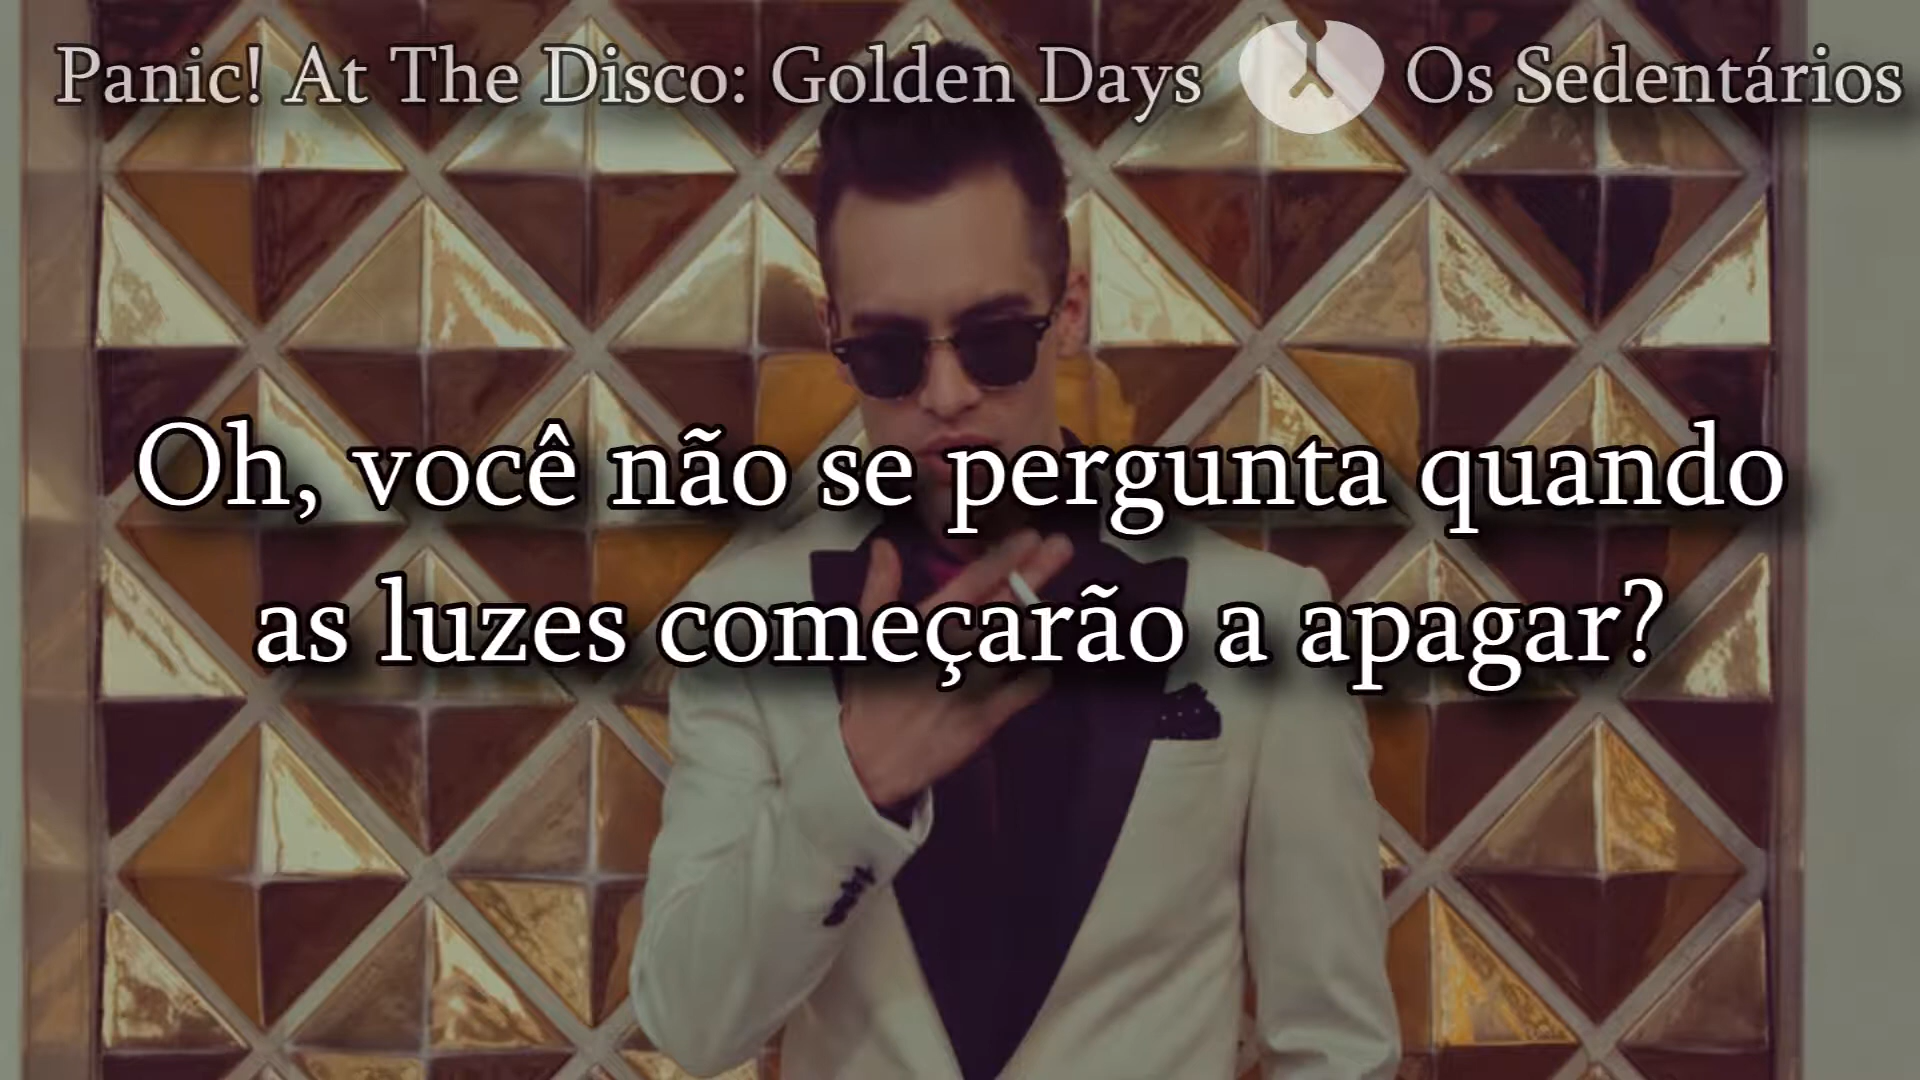 Panic! At The Disco: Golden Days Os Sedentários
Oh, você não se pergunta quando
as luzes começarão a apagar?